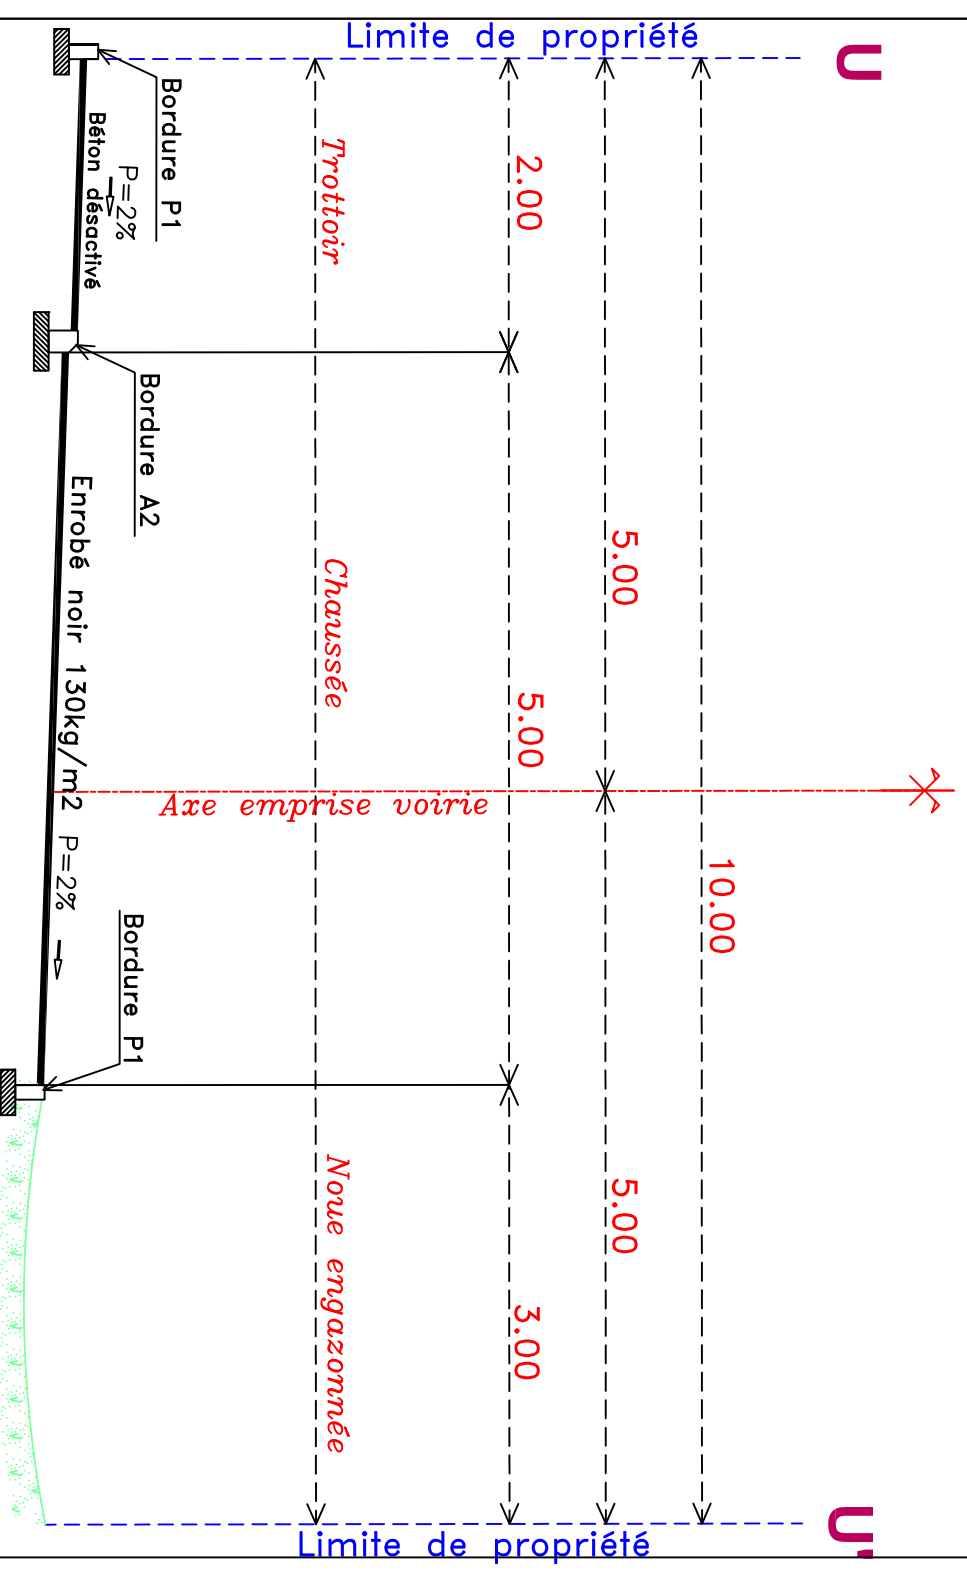 U
U'
10.00
5.00
5.00
2.00
5.00
3.00
Limite de propriété
Limite de propriété
Trottoir
Chaussée
Noue engazonnée
Axe emprise voirie
Bordure P1
Bordure A2
Bordure P1
P=2%
Béton désactivé
Enrobé noir 130kg/m2 P=2%